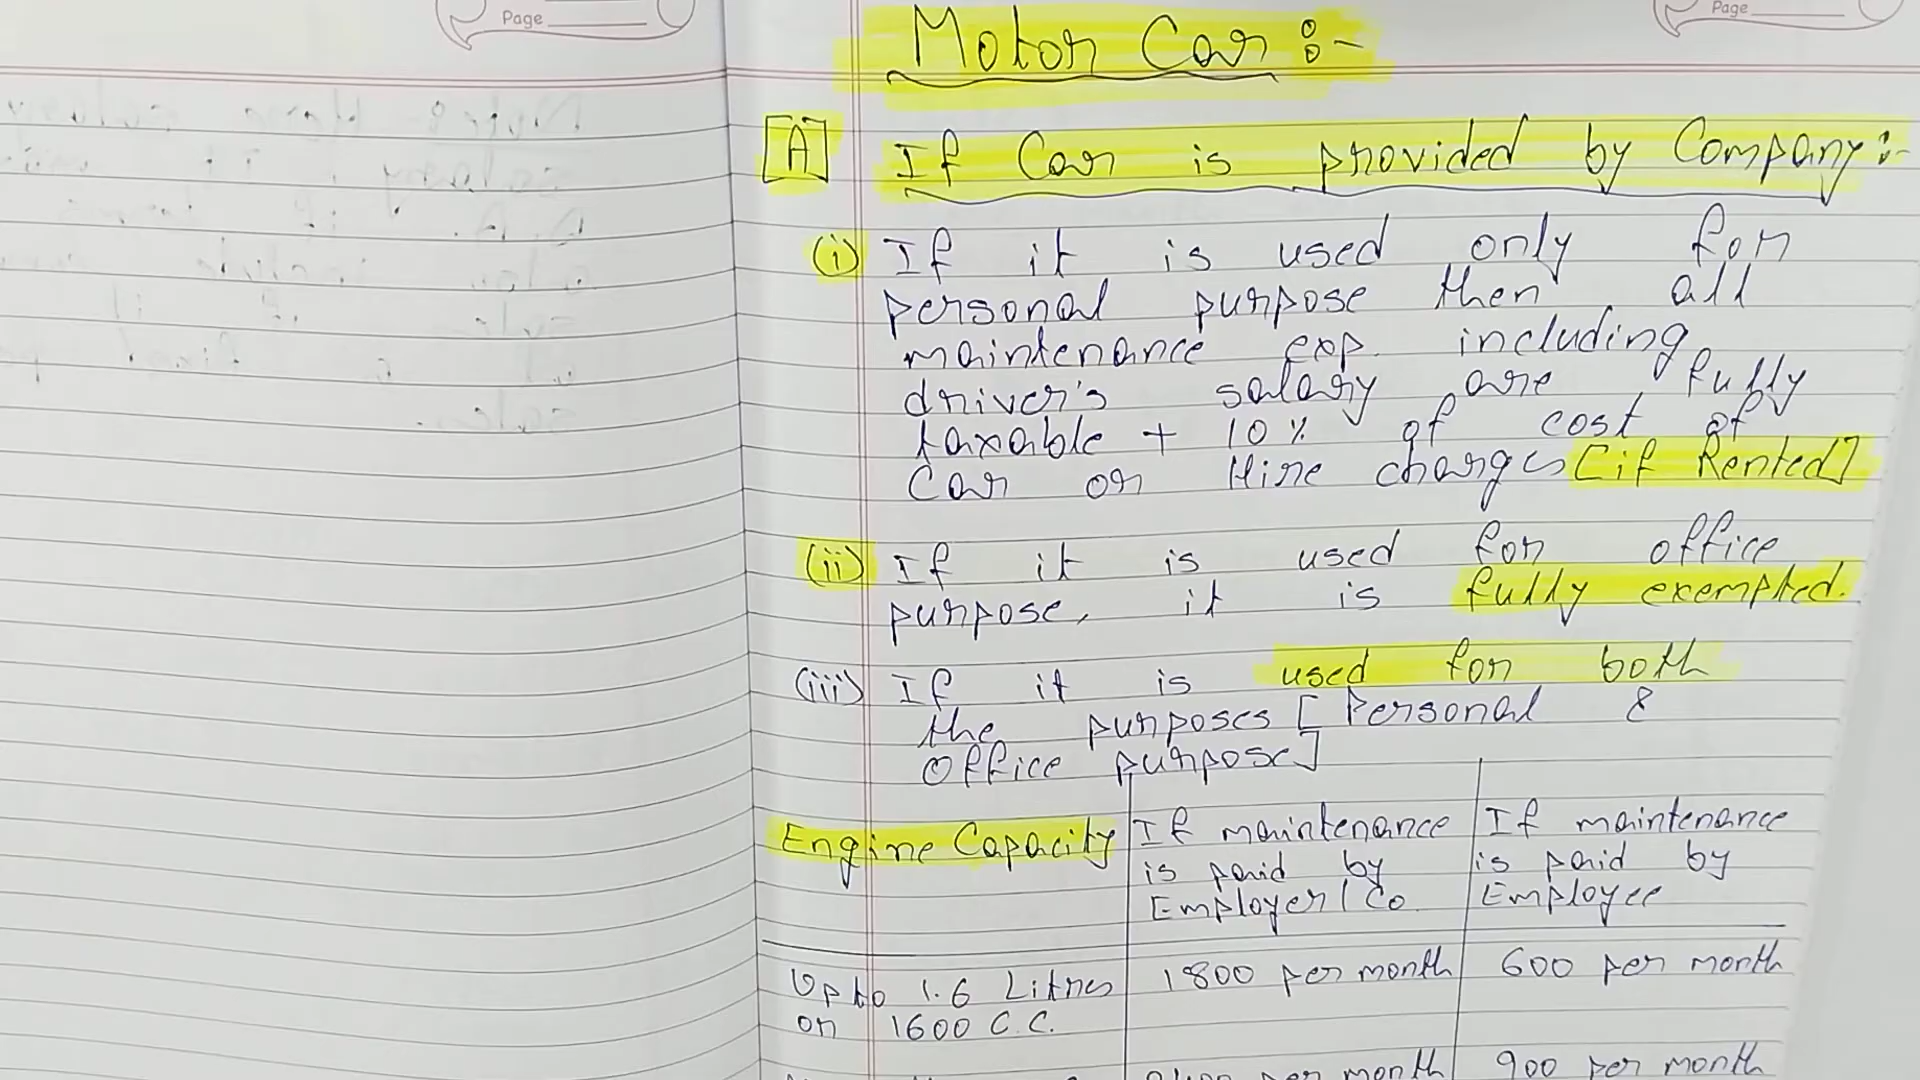 Page
Page
Motor Car :-
[A] If Car is provided by Company:-
(i) If it is used only for
personal purpose then all
maintenance exp. including
driver's salary are fully
taxable + 10% of cost of
Car or Hire charges [if Rented]
(ii) If it is used for office
purpose, it is fully exempted.
(iii) If it is used for both
the purposes [Personal &
Office purpose]
Engine Capacity
If maintenance
is paid by
Employer/Co.
If maintenance
is paid by
Employee
Upto 1.6 Litres
or 1600 C.C.
1800 per month
600 per month
per month
900 per month